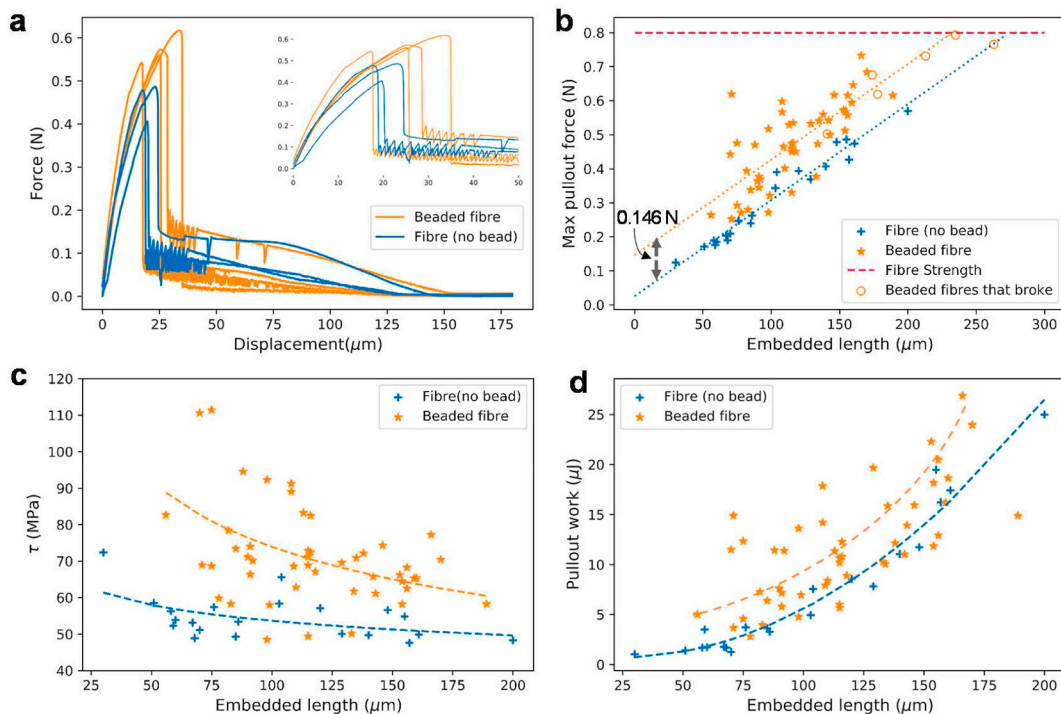 a
0.6
0.5
0.4
0.3
0.2
0.1
0.0
Force (N)
0 25 50 75 100 125 150 175
Displacement(μm)
0.6
0.5
0.4
0.3
0.2
0.1
0.0
0 10 20 30 40 50
Beaded fibre
Fibre (no bead)
b
0.8
0.7
0.6
0.5
0.4
0.3
0.2
0.1
0.0
Max pullout force (N)
0.146 N
Fibre (no bead)
Beaded fibre
Fibre Strength
Beaded fibres that broke
0 50 100 150 200 250 300
Embedded length (μm)
c
120
110
100
90
80
70
60
50
40
τ (MPa)
Fibre(no bead)
Beaded fibre
25 50 75 100 125 150 175 200
Embedded length (μm)
d
25
20
15
10
5
0
Pullout work (μJ)
Fibre (no bead)
Beaded fibre
25 50 75 100 125 150 175 200
Embedded length (μm)